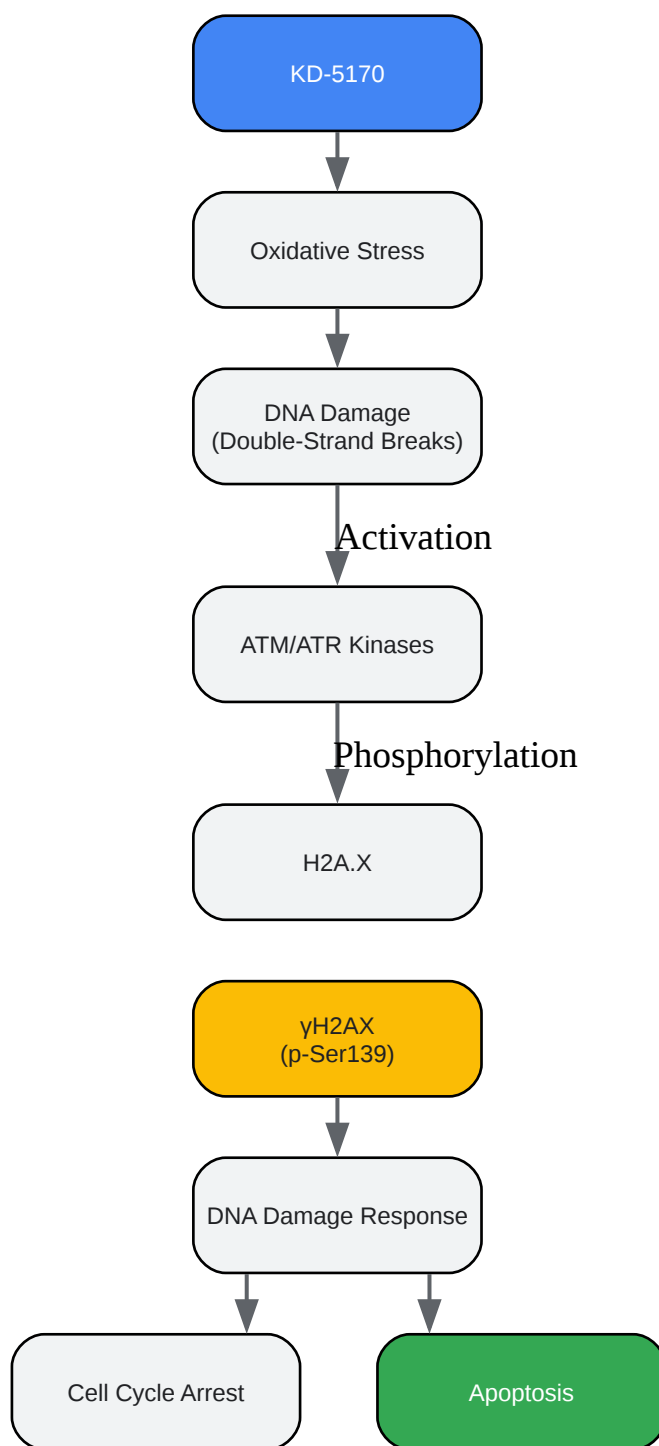 KD-5170
Oxidative Stress
DNA Damage
(Double-Strand Breaks)
Activation
ATM/ATR Kinases
Phosphorylation
H2A.X
γH2AX
(p-Ser139)
DNA Damage Response
Cell Cycle Arrest
Apoptosis